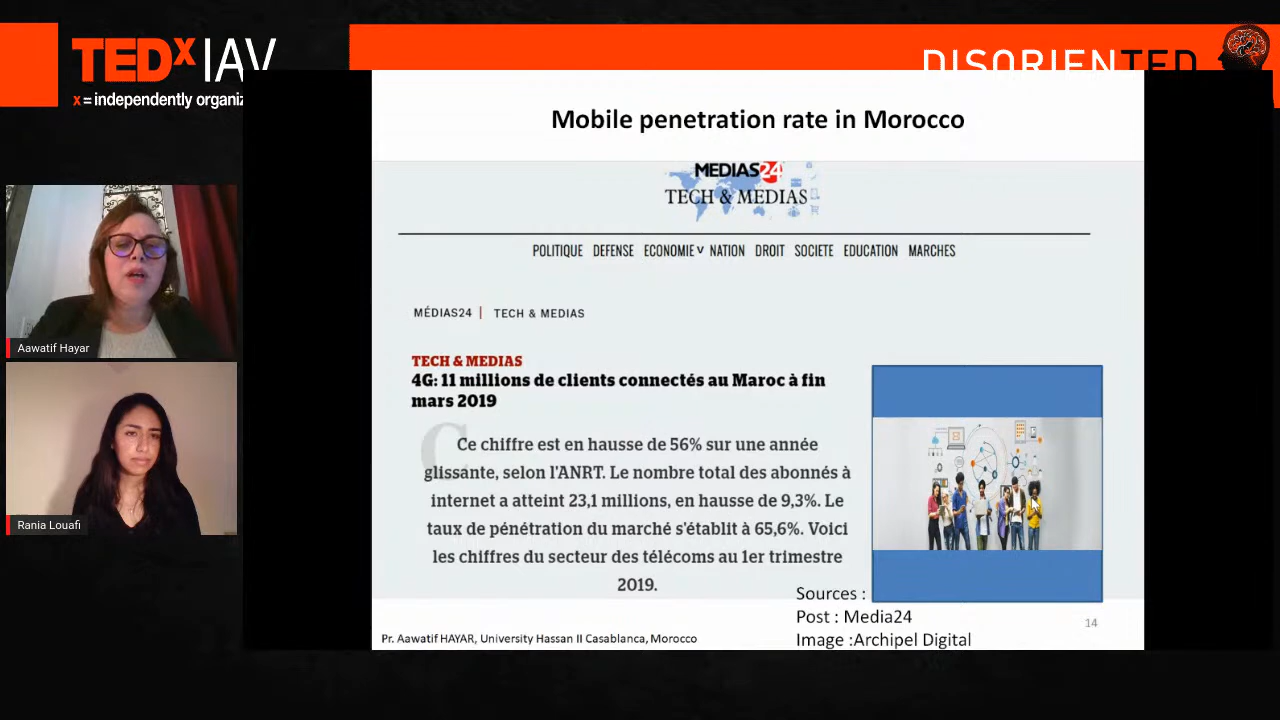 TEDx IAV
x = independently organiz
DISORIENTED
Mobile penetration rate in Morocco
MEDIAS24
TECH & MEDIAS
POLITIQUE DEFENSE ECONOMIE NATION DROIT SOCIETE EDUCATION MARCHES
MÉDIAS24 | TECH & MEDIAS
TECH & MEDIAS
4G: 11 millions de clients connectés au Maroc à fin
mars 2019
C
Ce chiffre est en hausse de 56% sur une année
glissante, selon l'ANRT. Le nombre total des abonnés à
internet a atteint 23,1 millions, en hausse de 9,3%. Le
taux de pénétration du marché s'établit à 65,6%. Voici
les chiffres du secteur des télécoms au 1er trimestre
2019.
Sources :
Post : Media24
Image :Archipel Digital
14
Pr. Aawatif HAYAR, University Hassan II Casablanca, Morocco
Aawatif Hayar
Rania Louafi